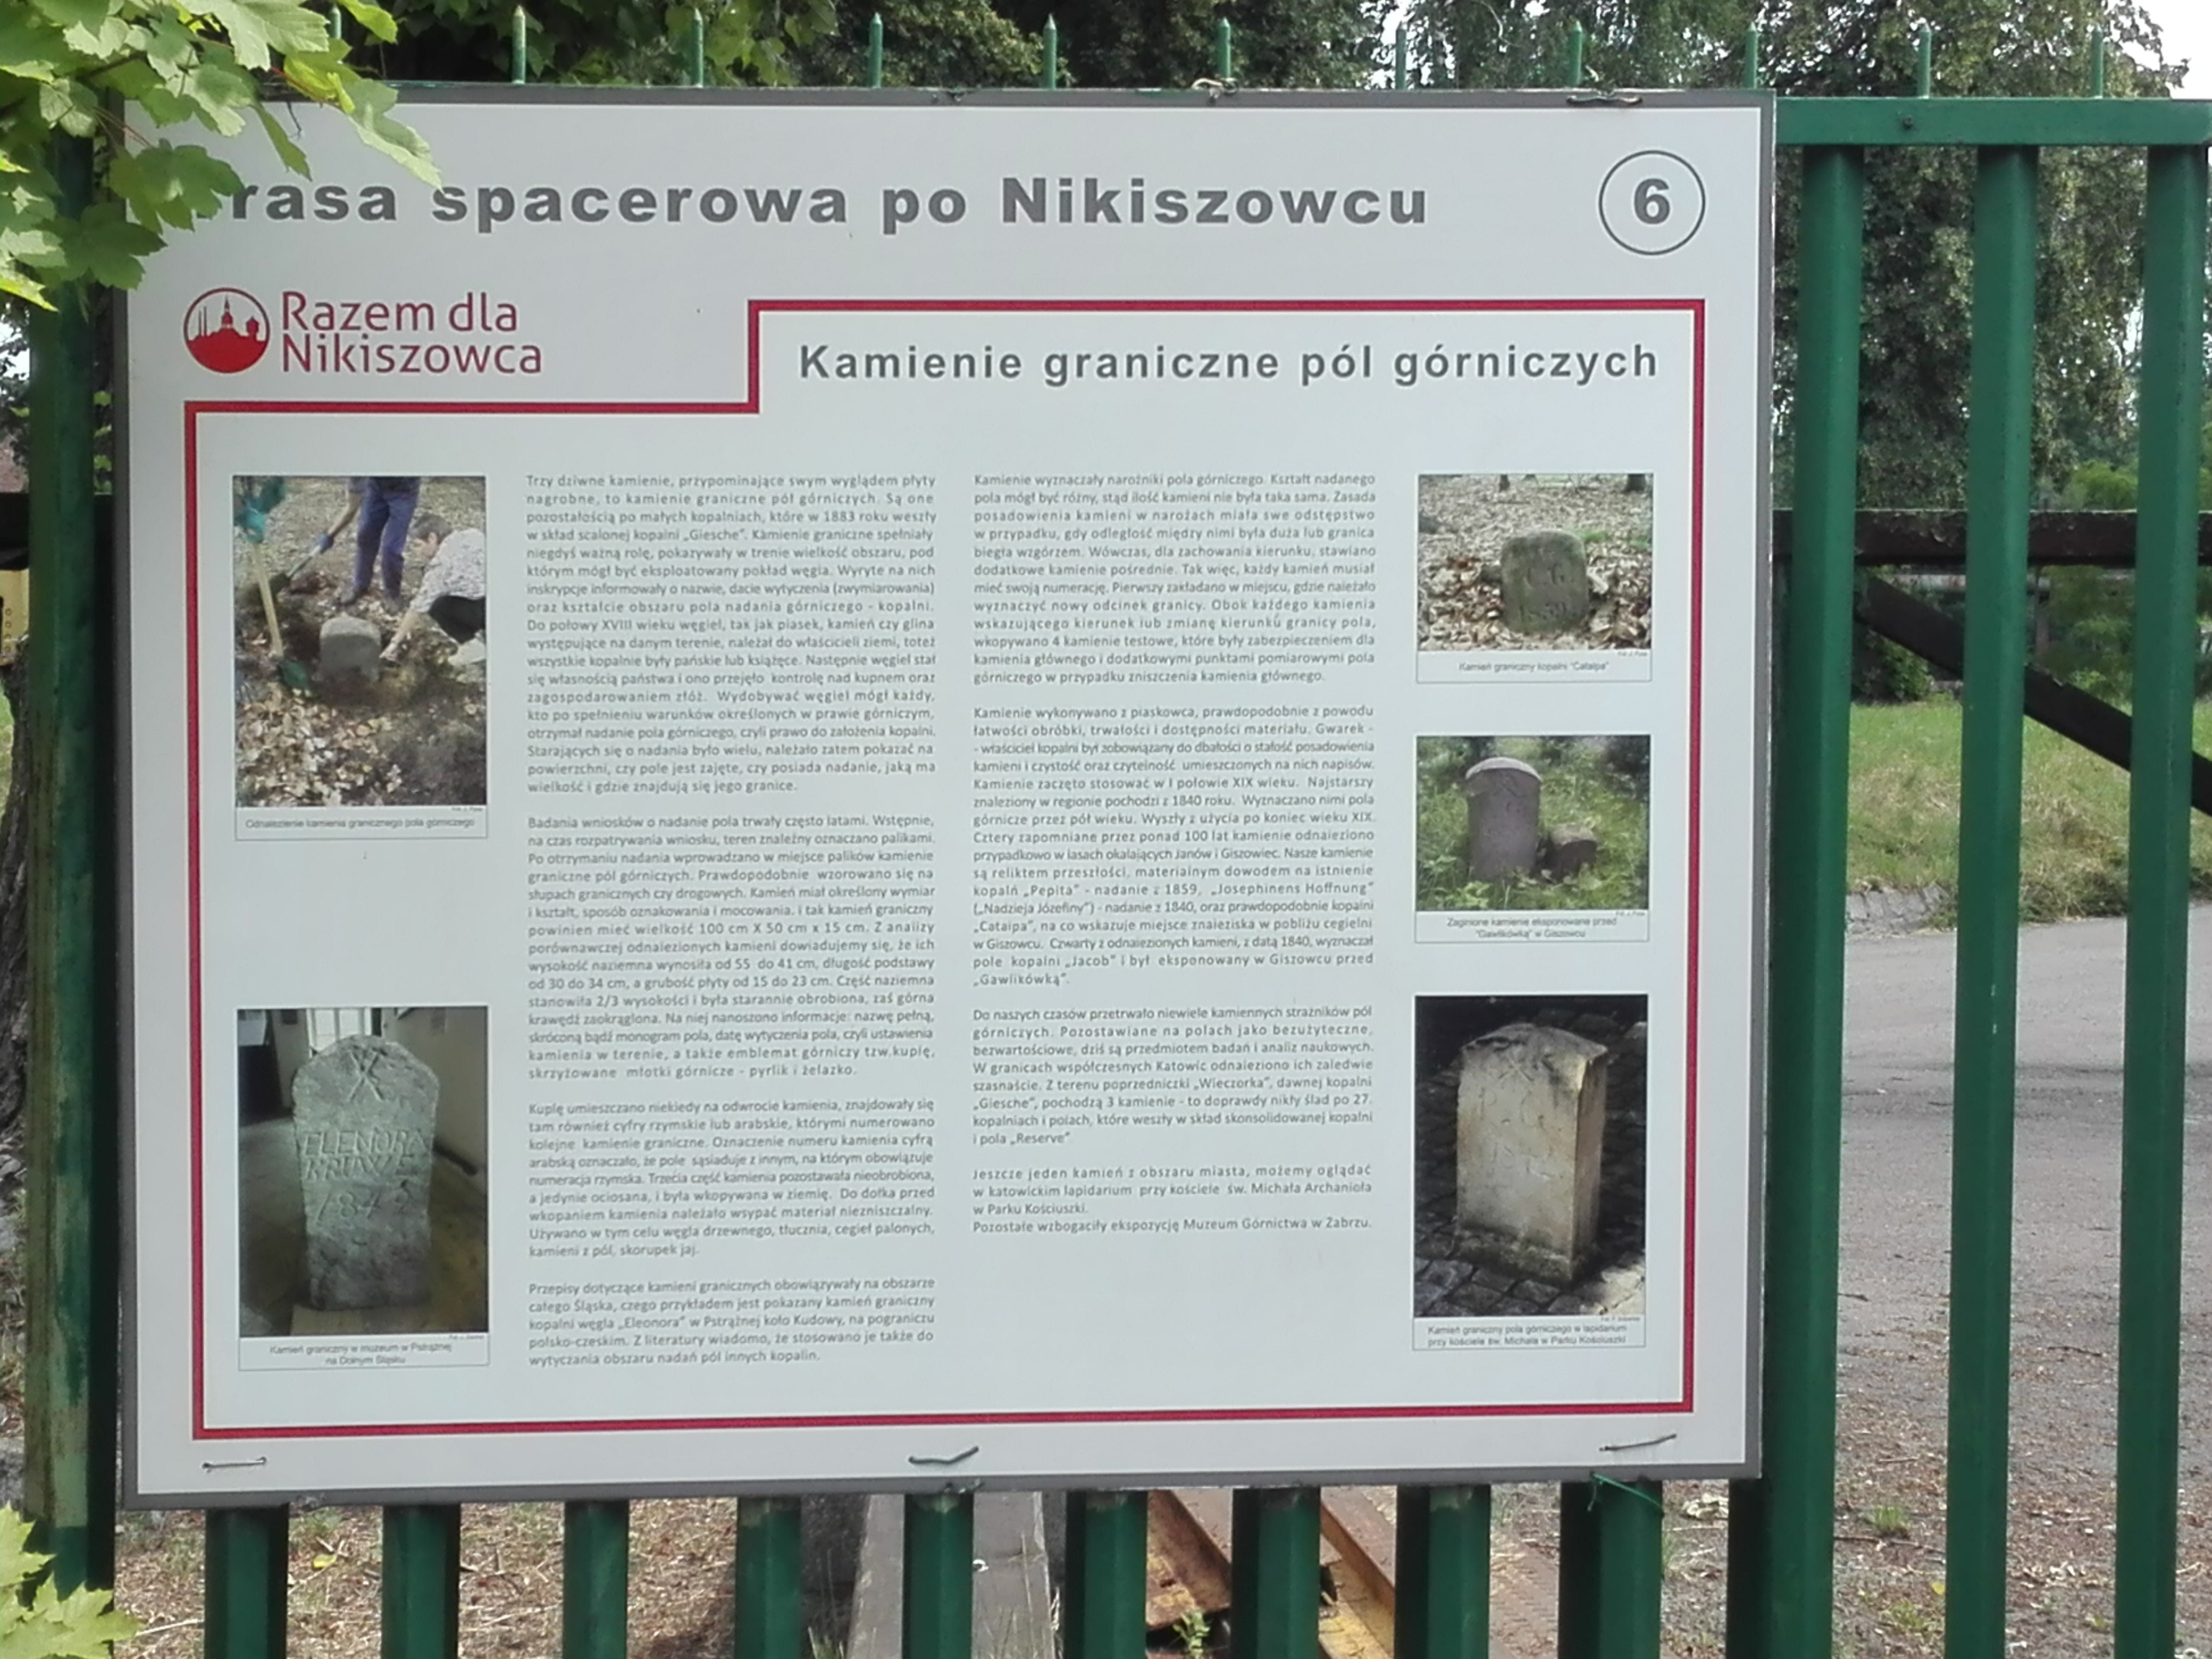 rasa spacerowa po Nikiszowcu
6
Razem dla
Nikiszowca
Kamienie graniczne pól górniczych
Trzy dziwne kamienie, przypominające swym wyglądem płyty
nagrobne, to kamienie graniczne pól górniczych. Są one
pozostałością po małych kopalniach, które w 1883 roku weszły
w skład scalonej kopalni „Giesche". Kamienie graniczne spełniały
niegdyś ważną rolę, pokazywały w trenie wielkość obszaru, pod
którym mógł być eksploatowany pokład węgla. Wyryte na nich
inskrypcje informowały o nazwie, dacie wytyczenia (zwymiarowania)
oraz kształcie obszaru pola nadania górniczego - kopalni.
Do połowy XVIII wieku węgiel, tak jak piasek, kamień czy glina
występujące na danym terenie, należał do właścicieli ziemi, toteż
wszystkie kopalnie były pańskie lub książęce. Następnie węgiel stał
się własnością państwa i ono przejęło kontrolę nad kupnem oraz
zagospodarowaniem złóż. Wydobywać węgiel mógł każdy,
kto po spełnieniu warunków określonych w prawie górniczym,
otrzymał nadanie pola górniczego, czyli prawo do założenia kopalni.
Starających się o nadania było wielu, należało zatem pokazać na
powierzchni, czy pole jest zajęte, czy posiada nadanie, jaką ma
wielkość i gdzie znajdują się jego granice.
Badania wniosków o nadanie pola trwały często latami. Wstępnie,
na czas rozpatrywania wniosku, teren znaleźny oznaczano palikami.
Po otrzymaniu nadania wprowadzano w miejsce palików kamienie
graniczne pól górniczych. Prawdopodobnie wzorowano się na
słupach granicznych czy drogowych. Kamień miał określony wymiar
i kształt, sposób oznakowania i mocowania. i tak kamień graniczny
powinien mieć wielkość 100 cm X 50 cm x 15 cm. Z analizy
porównawczej odnalezionych kamieni dowiadujemy się, że ich
wysokość naziemna wynosiła od 55 do 41 cm, długość podstawy
od 30 do 34 cm, a grubość płyty od 15 do 23 cm. Część naziemna
stanowiła 2/3 wysokości i była starannie obrobiona, zaś górna
krawędź zaokrąglona. Na niej nanoszono informacje: nazwę pełną,
skróconą bądź monogram pola, datę wytyczenia pola, czyli ustawienia
kamienia w terenie, a także emblemat górniczy tzw.kuplę,
skrzyżowane młotki górnicze - pyrlik i żelazko.
Kuplę umieszczano niekiedy na odwrocie kamienia, znajdowały się
tam również cyfry rzymskie lub arabskie, którymi numerowano
kolejne kamienie graniczne. Oznaczenie numeru kamienia cyfrą
arabską oznaczało, że pole sąsiaduje z innym, na którym obowiązuje
numeracja rzymska. Trzecia część kamienia pozostawała nieobrobiona,
a jedynie ociosana, i była wkopywana w ziemię. Do dołka przed
wkopaniem kamienia należało wsypać materiał niezniszczalny.
Używano w tym celu węgla drzewnego, tłucznia, cegieł palonych,
kamieni z pól, skorupek jaj.
Przepisy dotyczące kamieni granicznych obowiązywały na obszarze
całego Śląska, czego przykładem jest pokazany kamień graniczny
kopalni węgla „Eleonora" w Pstrążnej koło Kudowy, na pograniczu
polsko-czeskim. Z literatury wiadomo, że stosowano je także do
wytyczania obszaru nadań pól innych kopalin.
Kamienie wyznaczały narożniki pola górniczego. Kształt nadanego
pola mógł być różny, stąd ilość kamieni nie była taka sama. Zasada
posadowienia kamieni w narożach miała swe odstępstwo
w przypadku, gdy odległość między nimi była duża lub granica
biegła wzgórzem. Wówczas, dla zachowania kierunku, stawiano
dodatkowe kamienie pośrednie. Tak więc, każdy kamień musiał
mieć swoją numerację. Pierwszy zakładano w miejscu, gdzie należało
wyznaczyć nowy odcinek granicy. Obok każdego kamienia
wskazującego kierunek lub zmianę kierunkú granicy pola,
wkopywano 4 kamienie testowe, które były zabezpieczeniem dla
kamienia głównego i dodatkowymi punktami pomiarowymi pola
górniczego w przypadku zniszczenia kamienia głównego.
Kamienie wykonywano z piaskowca, prawdopodobnie z powodu
łatwości obróbki, trwałości i dostępności materiału. Gwarek -
- właściciel kopalni był zobowiązany do dbałości o stałość posadowienia
kamieni i czystość oraz czytelność umieszczonych na nich napisów.
Kamienie zaczęto stosować w I połowie XIX wieku. Najstarszy
znaleziony w regionie pochodzi z 1840 roku. Wyznaczano nimi pola
górnicze przez pół wieku. Wyszły z użycia po koniec wieku XIX.
Cztery zapomniane przez ponad 100 lat kamienie odnaleziono
przypadkowo w lasach okalających Janów i Giszowiec. Nasze kamienie
są reliktem przeszłości, materialnym dowodem na istnienie
kopalń „Pepita" - nadanie z 1859, „Josephinens Hoffnung"
(„Nadzieja Józefiny") - nadanie z 1840, oraz prawdopodobnie kopalni
„Catalpa", na co wskazuje miejsce znaleziska w pobliżu cegielni
w Giszowcu. Czwarty z odnalezionych kamieni, z datą 1840, wyznaczał
pole kopalni „Jacob" i był eksponowany w Giszowcu przed
„Gawlikówką".
Do naszych czasów przetrwało niewiele kamiennych strażników pól
górniczych. Pozostawiane na polach jako bezużyteczne,
bezwartościowe, dziś są przedmiotem badań i analiz naukowych.
W granicach współczesnych Katowic odnaleziono ich zaledwie
szasnaście. Z terenu poprzedniczki „Wieczorka", dawnej kopalni
„Giesche", pochodzą 3 kamienie - to doprawdy nikły ślad po 27.
kopalniach i polach, które weszły w skład skonsolidowanej kopalni
i pola „Reserve"
Jeszcze jeden kamień z obszaru miasta, możemy oglądać
w katowickim lapidarium przy kościele św. Michała Archanioła
w Parku Kościuszki.
Pozostałe wzbogaciły ekspozycję Muzeum Górnictwa w Zabrzu.
Odnalezienie kamienia granicznego pola górniczego
ELENORA
1842
Kamień graniczny w muzeum w Pstrążnej
na Dolnym Śląsku
Kamień graniczny kopalni "Catalpa"
Zaginione kamienie eksponowane przed
"Gawlikówką" w Giszowcu
Kamień graniczny pola górniczego w lapidarium
przy kościele św. Michała w Parku Kościuszki